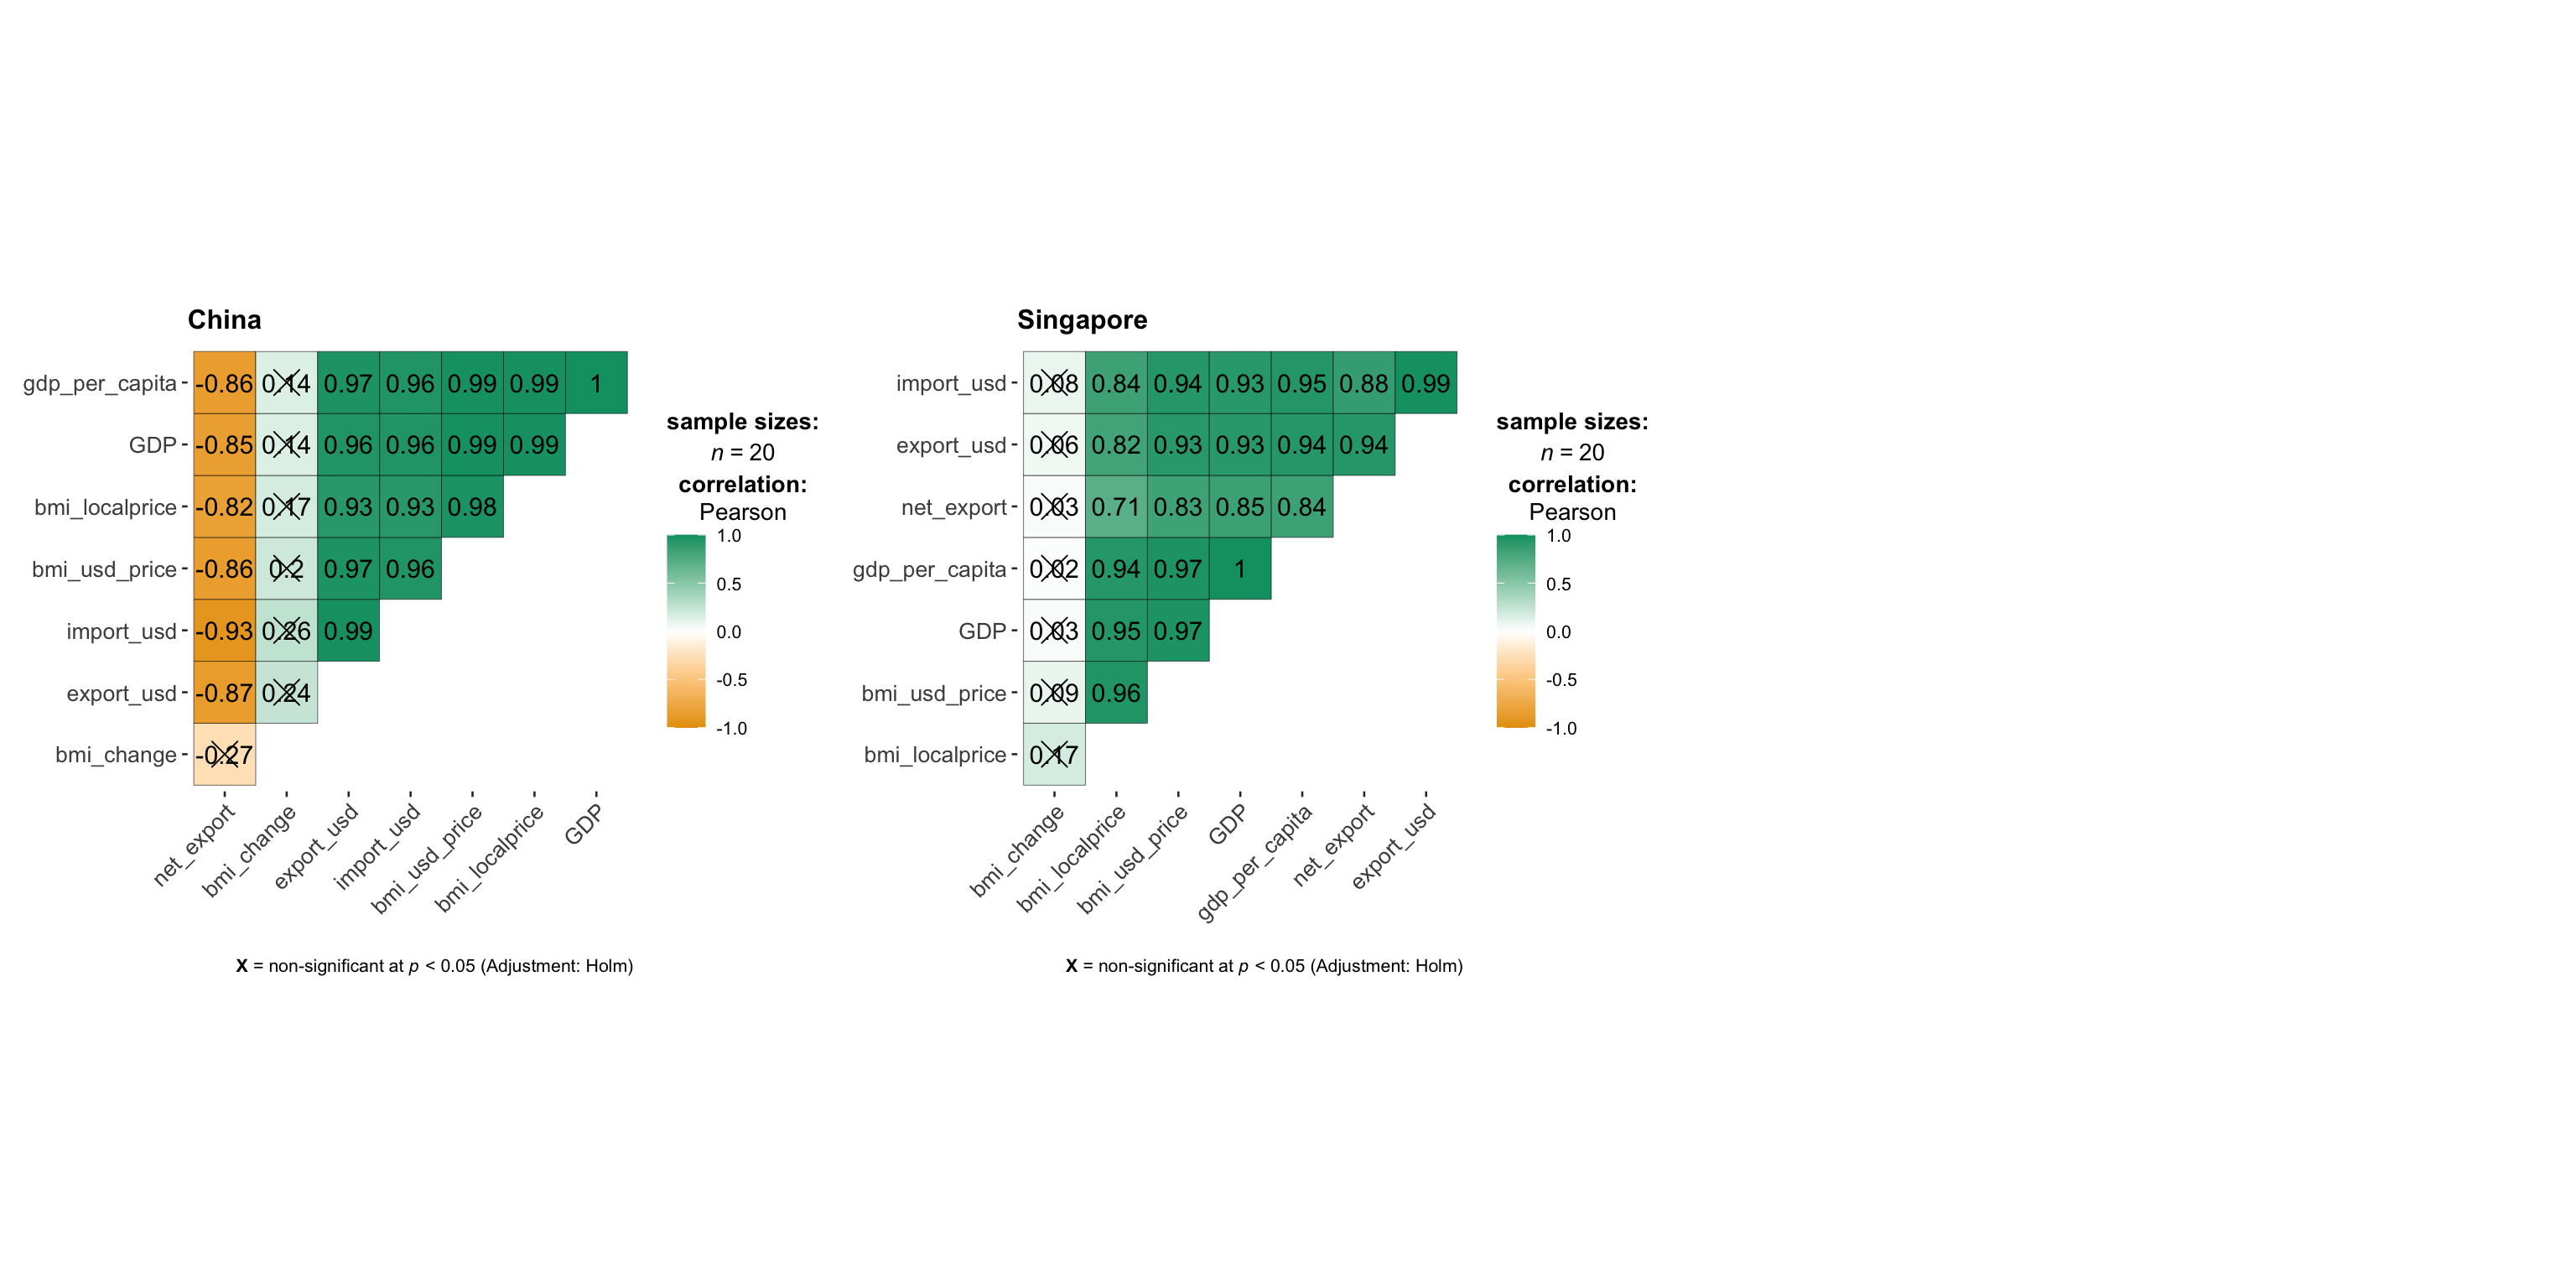 China
gdp_per_capita -0.86 0.14 0.97 0.96 0.99 0.99 1
GDP -0.85 0.14 0.96 0.96 0.99 0.99
bmi_localprice -0.82 0.17 0.93 0.93 0.98
bmi_usd_price -0.86 0.2 0.97 0.96
import_usd -0.93 0.26 0.99
export_usd -0.87 0.24
bmi_change -0.27
net_export bmi_change export_usd import_usd bmi_usd_price bmi_localprice GDP
sample sizes:
n = 20
correlation:
Pearson
1.0
0.5
0.0
-0.5
-1.0
X = non-significant at p < 0.05 (Adjustment: Holm)
Singapore
import_usd 0.08 0.84 0.94 0.93 0.95 0.88 0.99
export_usd 0.06 0.82 0.93 0.93 0.94 0.94
net_export 0.03 0.71 0.83 0.85 0.84
gdp_per_capita 0.02 0.94 0.97 1
GDP 0.03 0.95 0.97
bmi_usd_price 0.09 0.96
bmi_localprice 0.17
bmi_change bmi_localprice bmi_usd_price GDP gdp_per_capita net_export export_usd
sample sizes:
n = 20
correlation:
Pearson
1.0
0.5
0.0
-0.5
-1.0
X = non-significant at p < 0.05 (Adjustment: Holm)